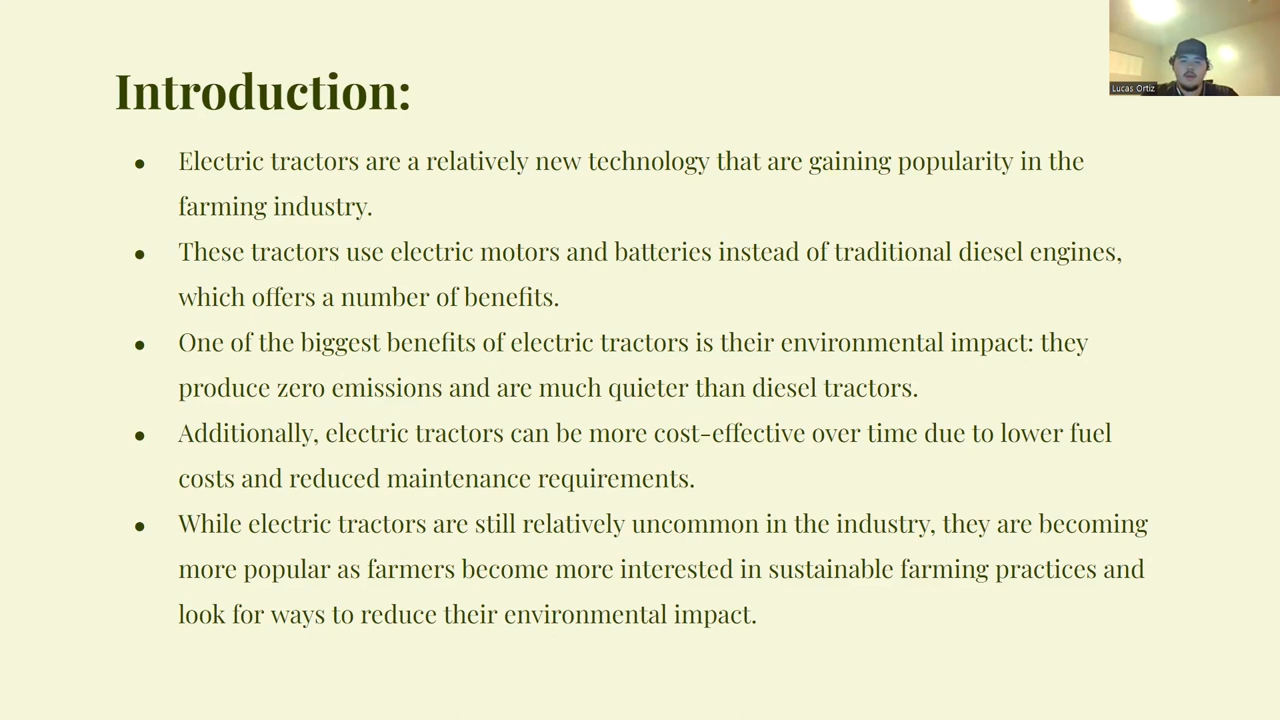 Introduction:
Lucas Ortiz
● Electric tractors are a relatively new technology that are gaining popularity in the
farming industry.
● These tractors use electric motors and batteries instead of traditional diesel engines,
which offers a number of benefits.
● One of the biggest benefits of electric tractors is their environmental impact: they
produce zero emissions and are much quieter than diesel tractors.
● Additionally, electric tractors can be more cost-effective over time due to lower fuel
costs and reduced maintenance requirements.
● While electric tractors are still relatively uncommon in the industry, they are becoming
more popular as farmers become more interested in sustainable farming practices and
look for ways to reduce their environmental impact.